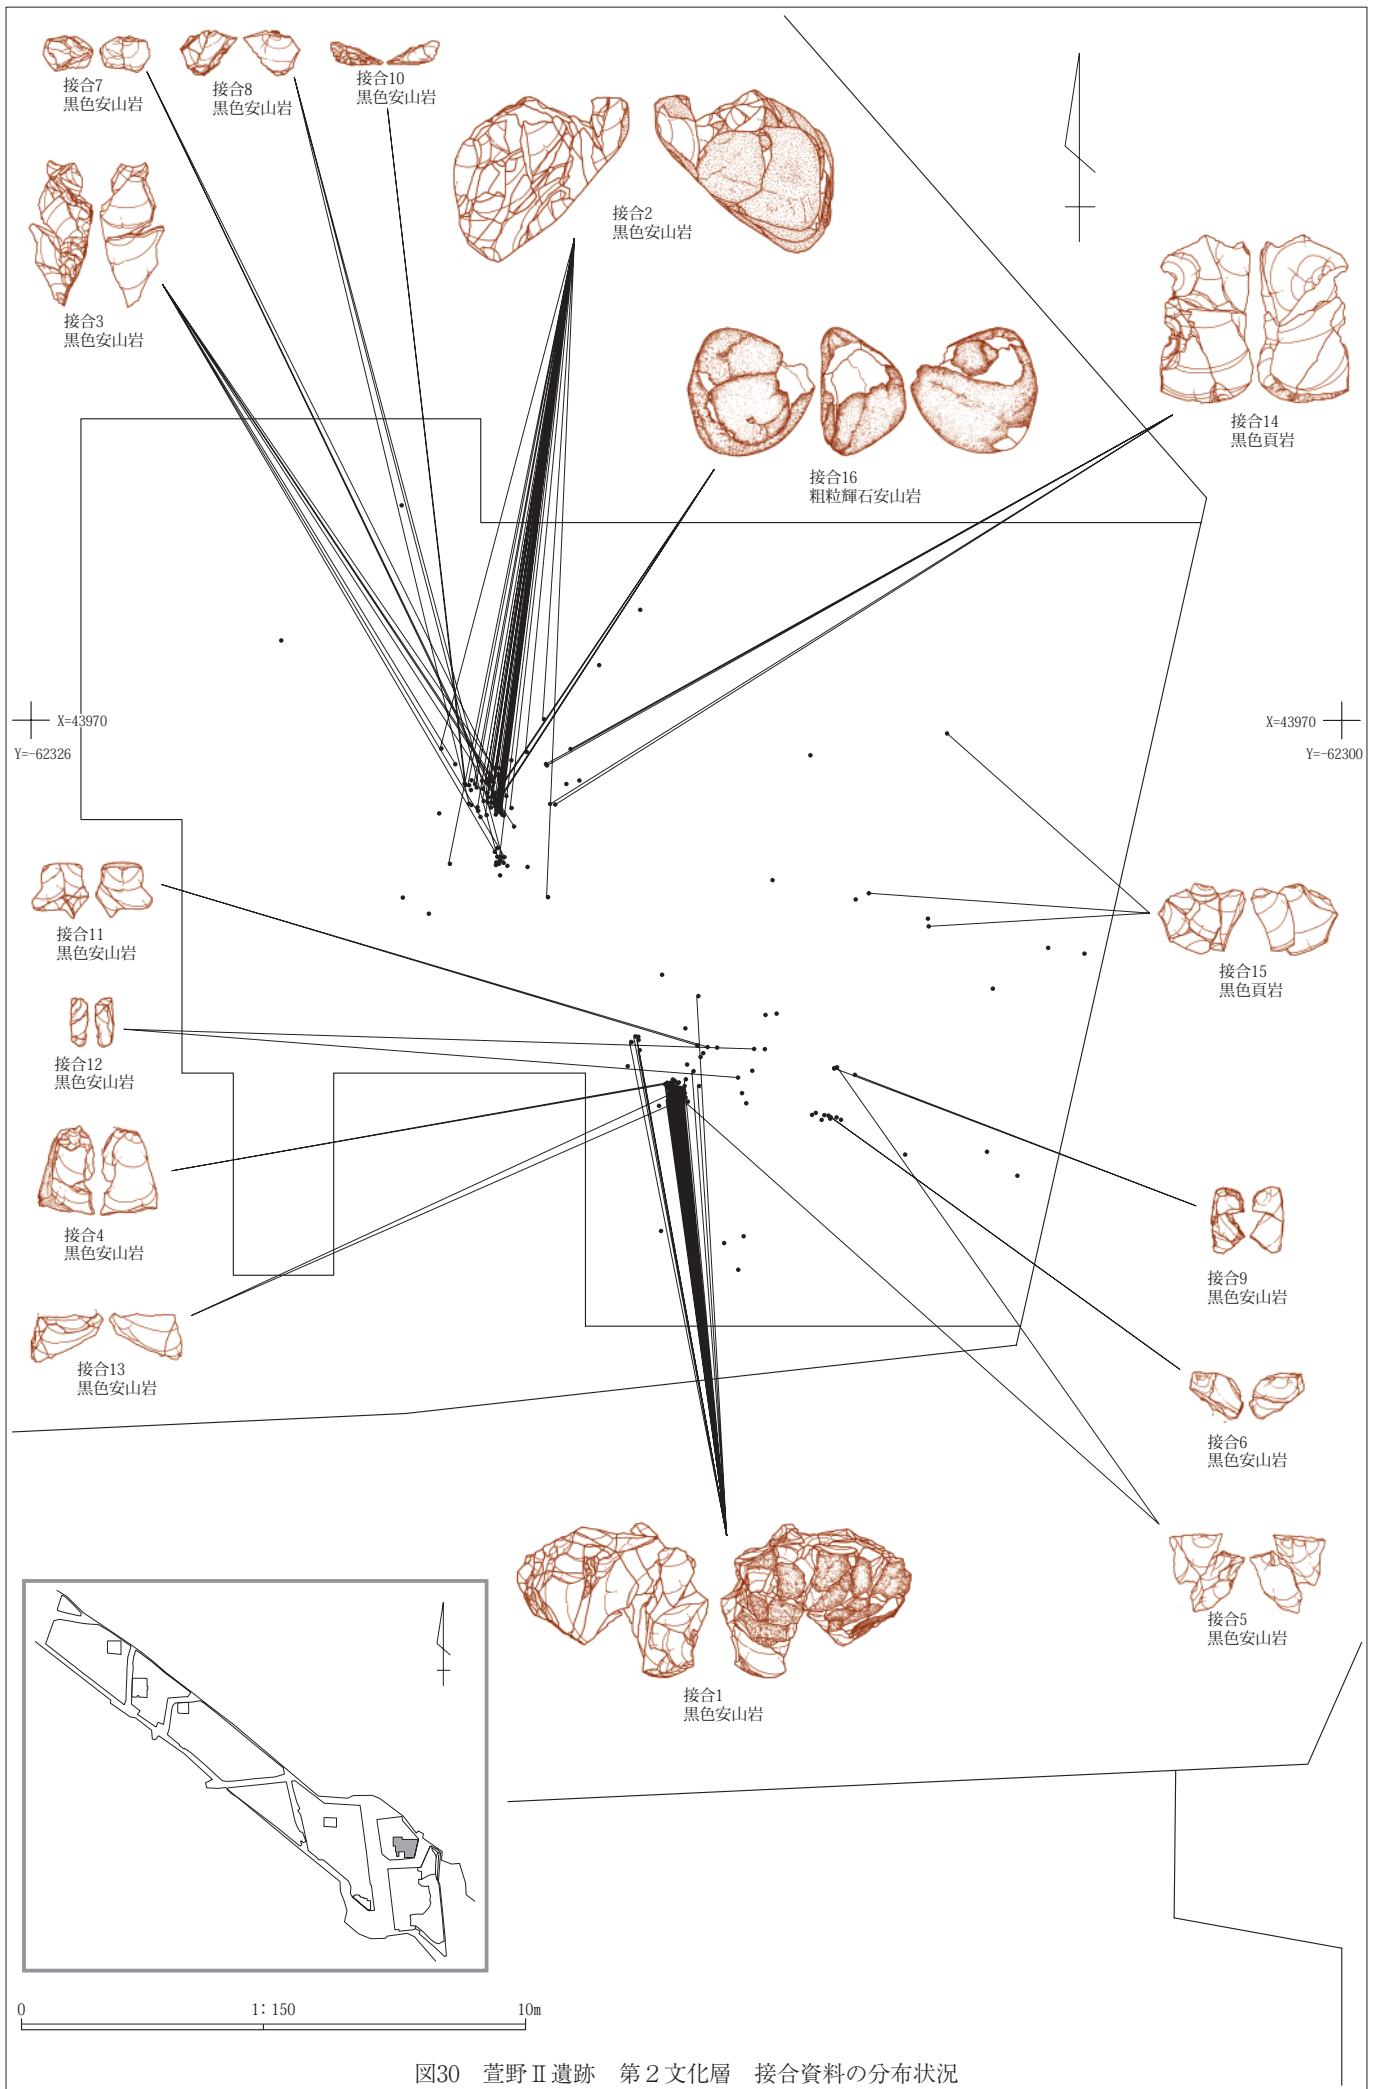 接合7
黒色安山岩
接合8
黒色安山岩
接合10
黒色安山岩
接合2
黒色安山岩
接合3
黒色安山岩
接合14
黒色頁岩
接合16
粗粒輝石安山岩
X=43970
Y=-62326
X=43970
Y=-62300
接合11
黒色安山岩
接合15
黒色頁岩
接合12
黒色安山岩
接合4
黒色安山岩
接合9
黒色安山岩
接合13
黒色安山岩
接合6
黒色安山岩
接合5
黒色安山岩
接合1
黒色安山岩
0 1:150 10m
図30 萱野Ⅱ遺跡 第2文化層 接合資料の分布状況